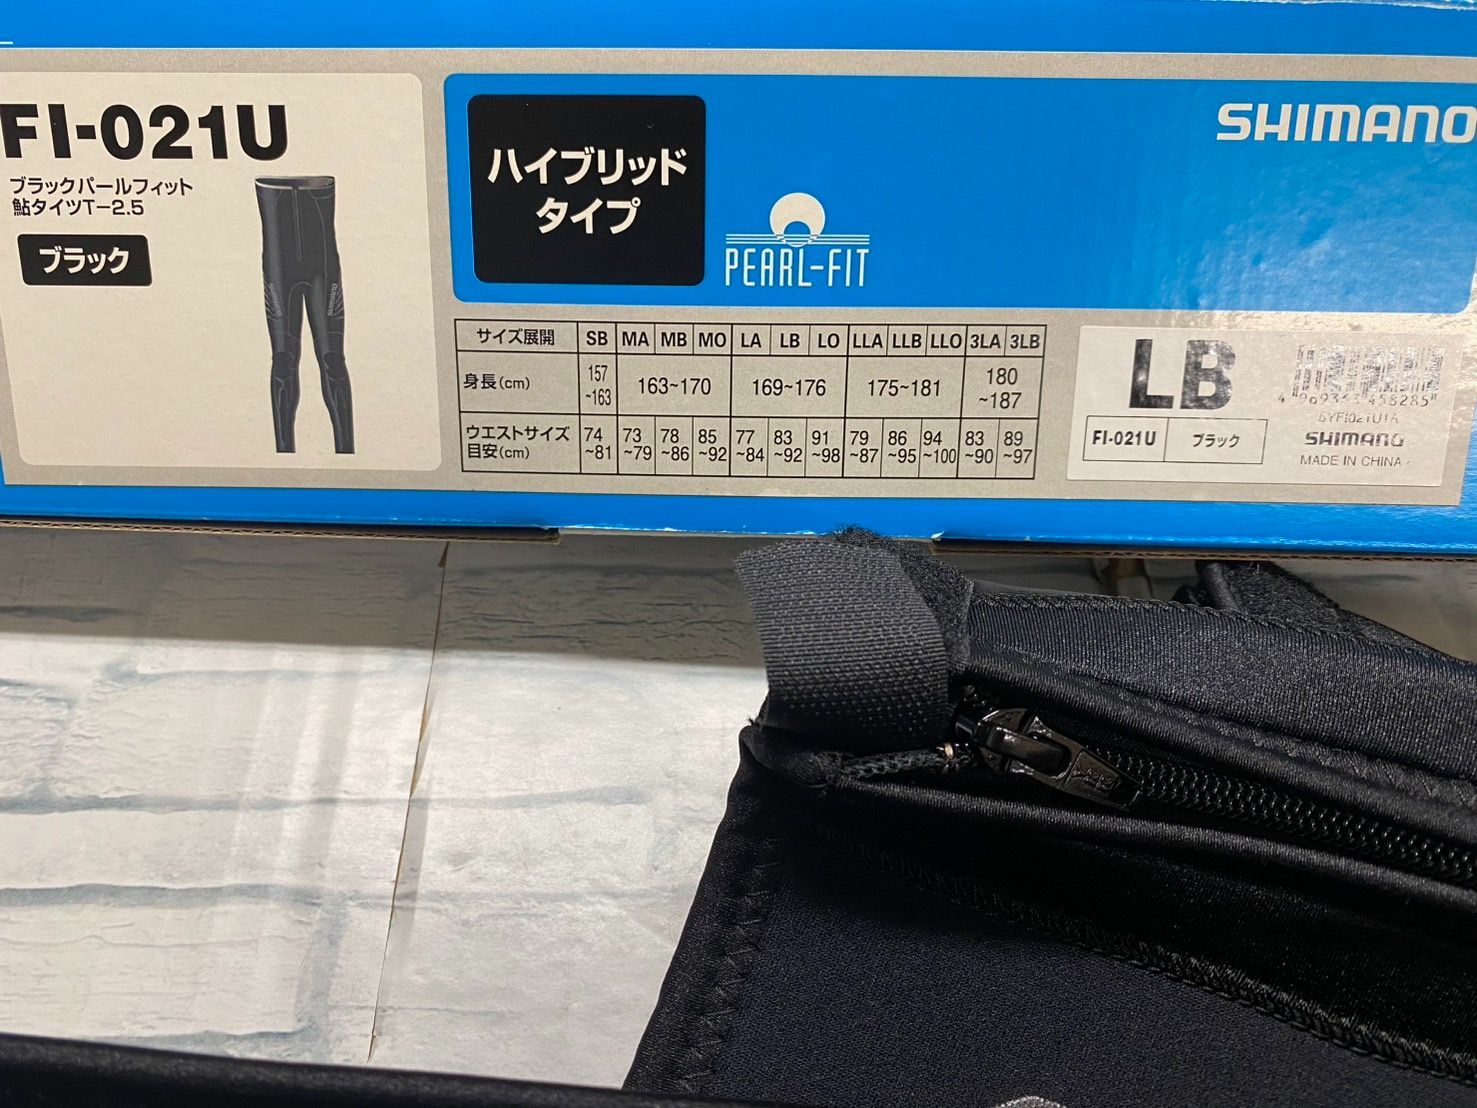 FI-021U
ブラックパールフィット
鮎タイツT-2.5
ブラック
ハイブリッド
タイプ
PEARL-FIT
SHIMANO
サイズ展開 SB MA MB MO LA LB LO LLA LLB LLO 3LA 3LB
身長(cm) 157~163 163~170 169~176 175~181 180~187
ウエストサイズ目安(cm) 74~81 73~79 78~86 85~92 77~84 83~92 91~98 79~87 86~95 94~100 83~90 89~97
LB
FI-021U ブラック
4 969363 458285
SHIMANO
MADE IN CHINA